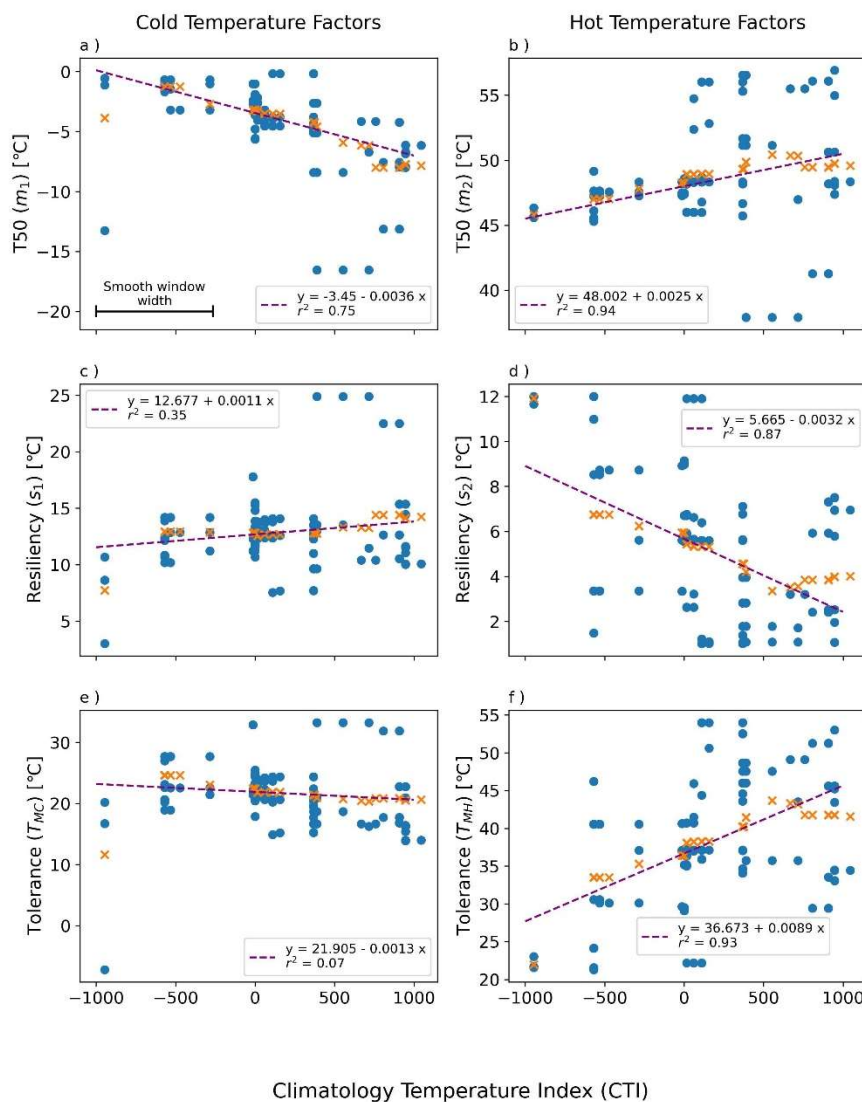 Cold Temperature Factors
Hot Temperature Factors
a )
b )
T50 (m₁) [°C]
0
−5
−10
−15
−20
Smooth window
width
y = -3.45 - 0.0036 x
r² = 0.75
T50 (m₂) [°C]
55
50
45
40
y = 48.002 + 0.0025 x
r² = 0.94
c )
d )
Resiliency (s₁) [°C]
25
20
15
10
5
y = 12.677 + 0.0011 x
r² = 0.35
Resiliency (s₂) [°C]
12
10
8
6
4
2
y = 5.665 - 0.0032 x
r² = 0.87
e )
f )
Tolerance (T_MC) [°C]
30
20
10
0
y = 21.905 - 0.0013 x
r² = 0.07
−1000 −500 0 500 1000
Tolerance (T_MH) [°C]
55
50
45
40
35
30
25
20
y = 36.673 + 0.0089 x
r² = 0.93
−1000 −500 0 500 1000
Climatology Temperature Index (CTI)